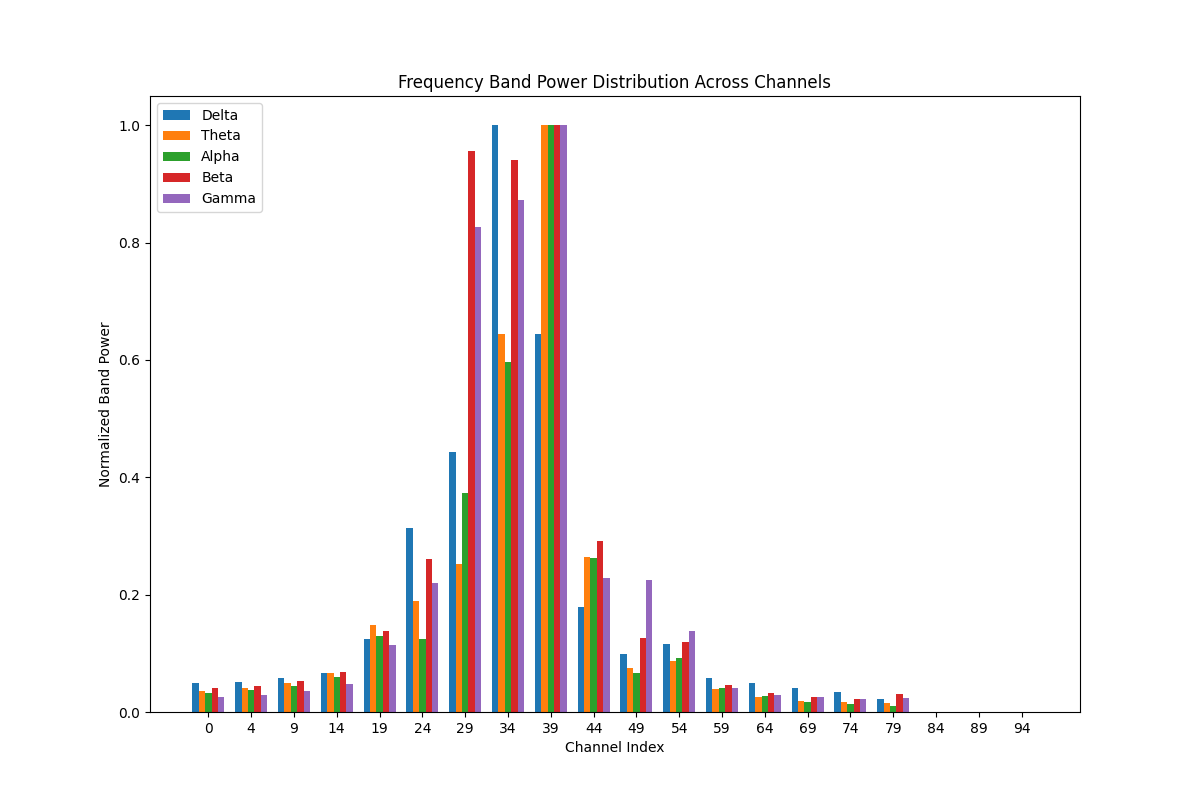 Frequency Band Power Distribution Across Channels
Delta
Theta
Alpha
Beta
Gamma
Normalized Band Power
1.0
0.8
0.6
0.4
0.2
0.0
0 4 9 14 19 24 29 34 39 44 49 54 59 64 69 74 79 84 89 94
Channel Index